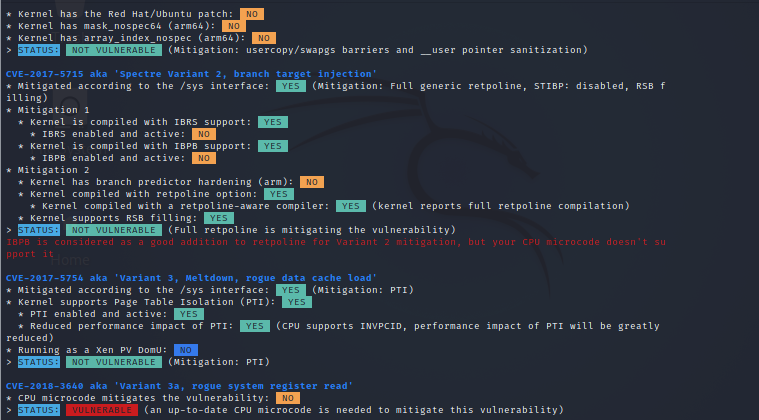 * Kernel has the Red Hat/Ubuntu patch: NO
* Kernel has mask_nospec64 (arm64): NO
* Kernel has array_index_nospec (arm64): NO
> STATUS: NOT VULNERABLE (Mitigation: usercopy/swapgs barriers and __user pointer sanitization)
CVE-2017-5715 aka 'Spectre Variant 2, branch target injection'
* Mitigated according to the /sys interface: YES (Mitigation: Full generic retpoline, STIBP: disabled, RSB f
illing)
* Mitigation 1
* Kernel is compiled with IBRS support: YES
* IBRS enabled and active: NO
* Kernel is compiled with IBPB support: YES
* IBPB enabled and active: NO
* Mitigation 2
* Kernel has branch predictor hardening (arm): NO
* Kernel compiled with retpoline option: YES
* Kernel compiled with a retpoline-aware compiler: YES (kernel reports full retpoline compilation)
* Kernel supports RSB filling: YES
> STATUS: NOT VULNERABLE (Full retpoline is mitigating the vulnerability)
IBPB is considered as a good addition to retpoline for Variant 2 mitigation, but your CPU microcode doesn't su
pport it
Home
CVE-2017-5754 aka 'Variant 3, Meltdown, rogue data cache load'
* Mitigated according to the /sys interface: YES (Mitigation: PTI)
* Kernel supports Page Table Isolation (PTI): YES
* PTI enabled and active: YES
* Reduced performance impact of PTI: YES (CPU supports INVPCID, performance impact of PTI will be greatly
reduced)
* Running as a Xen PV DomU: NO
> STATUS: NOT VULNERABLE (Mitigation: PTI)
CVE-2018-3640 aka 'Variant 3a, rogue system register read'
* CPU microcode mitigates the vulnerability: NO
> STATUS: VULNERABLE (an up-to-date CPU microcode is needed to mitigate this vulnerability)